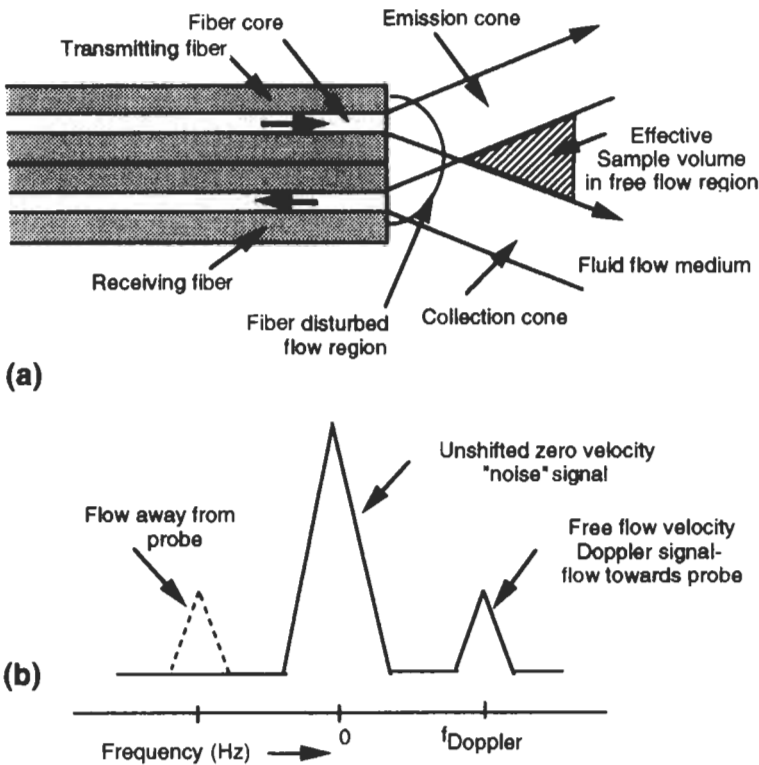 Fiber core
Transmitting fiber
Emission cone
Effective
Sample volume
in free flow region
Fluid flow medium
Receiving fiber
Fiber disturbed
flow region
Collection cone
(a)
Unshifted zero velocity
"noise" signal
Flow away from
probe
Free flow velocity
Doppler signal-
flow towards probe
(b)
0
fDoppler
Frequency (Hz)